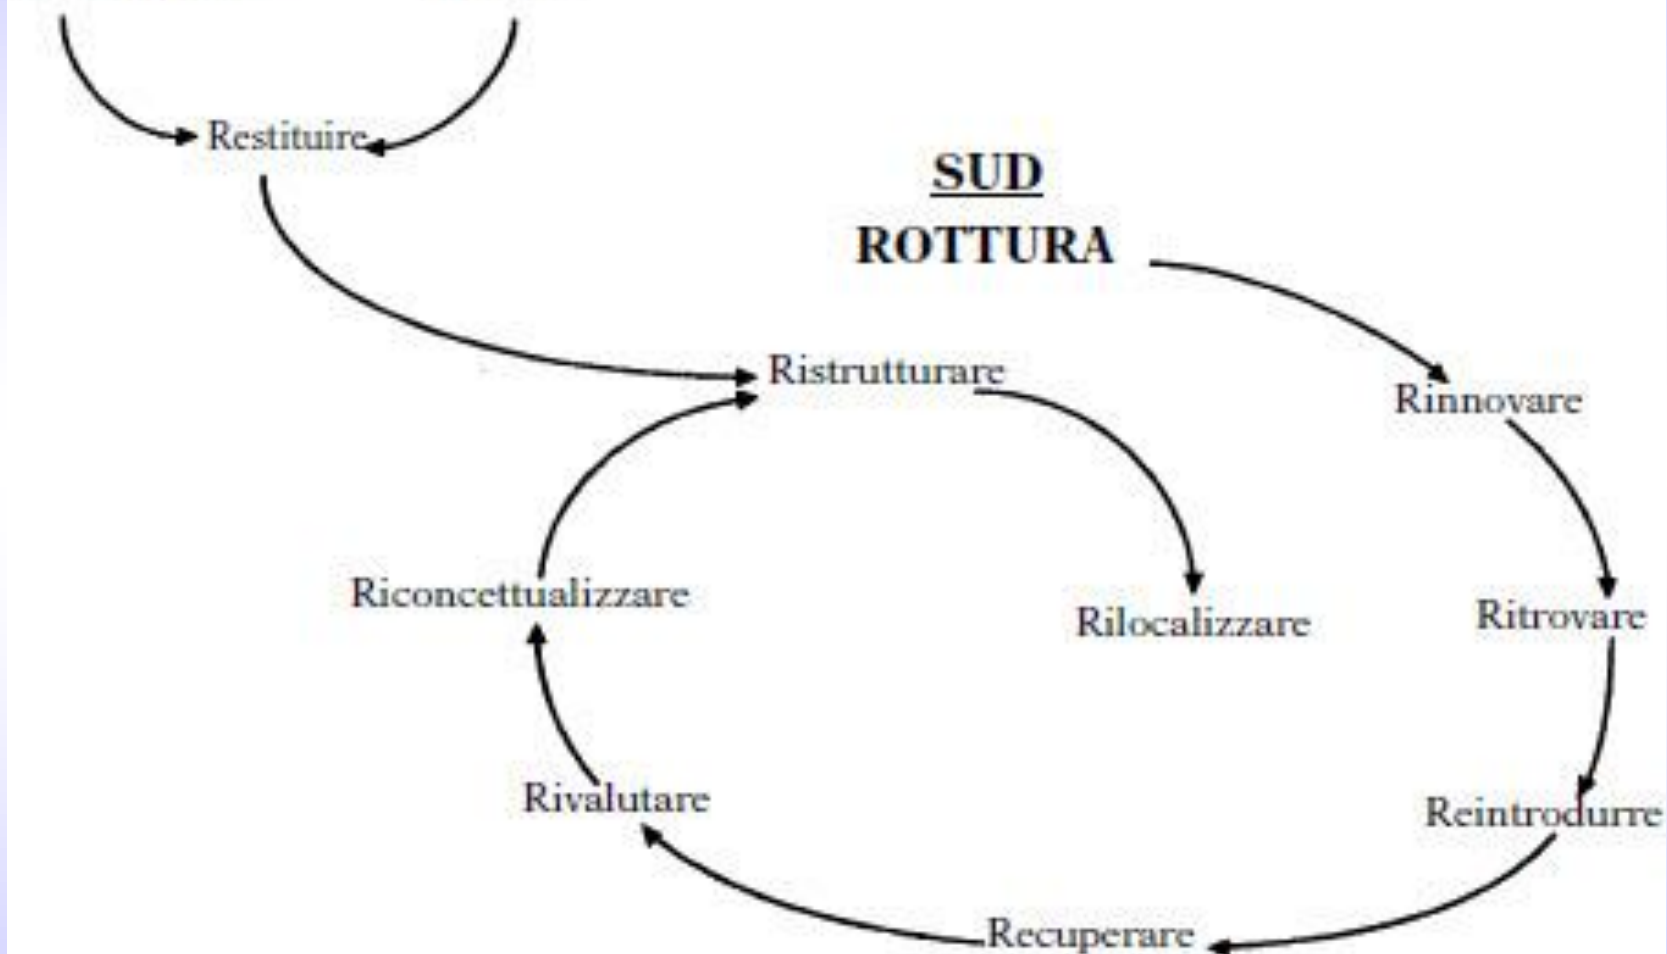 Restituire
SUD
ROTTURA
Ristrutturare
Rinnovare
Riconcettualizzare
Rilocalizzare
Ritrovare
Rivalutare
Reintrodurre
Recuperare